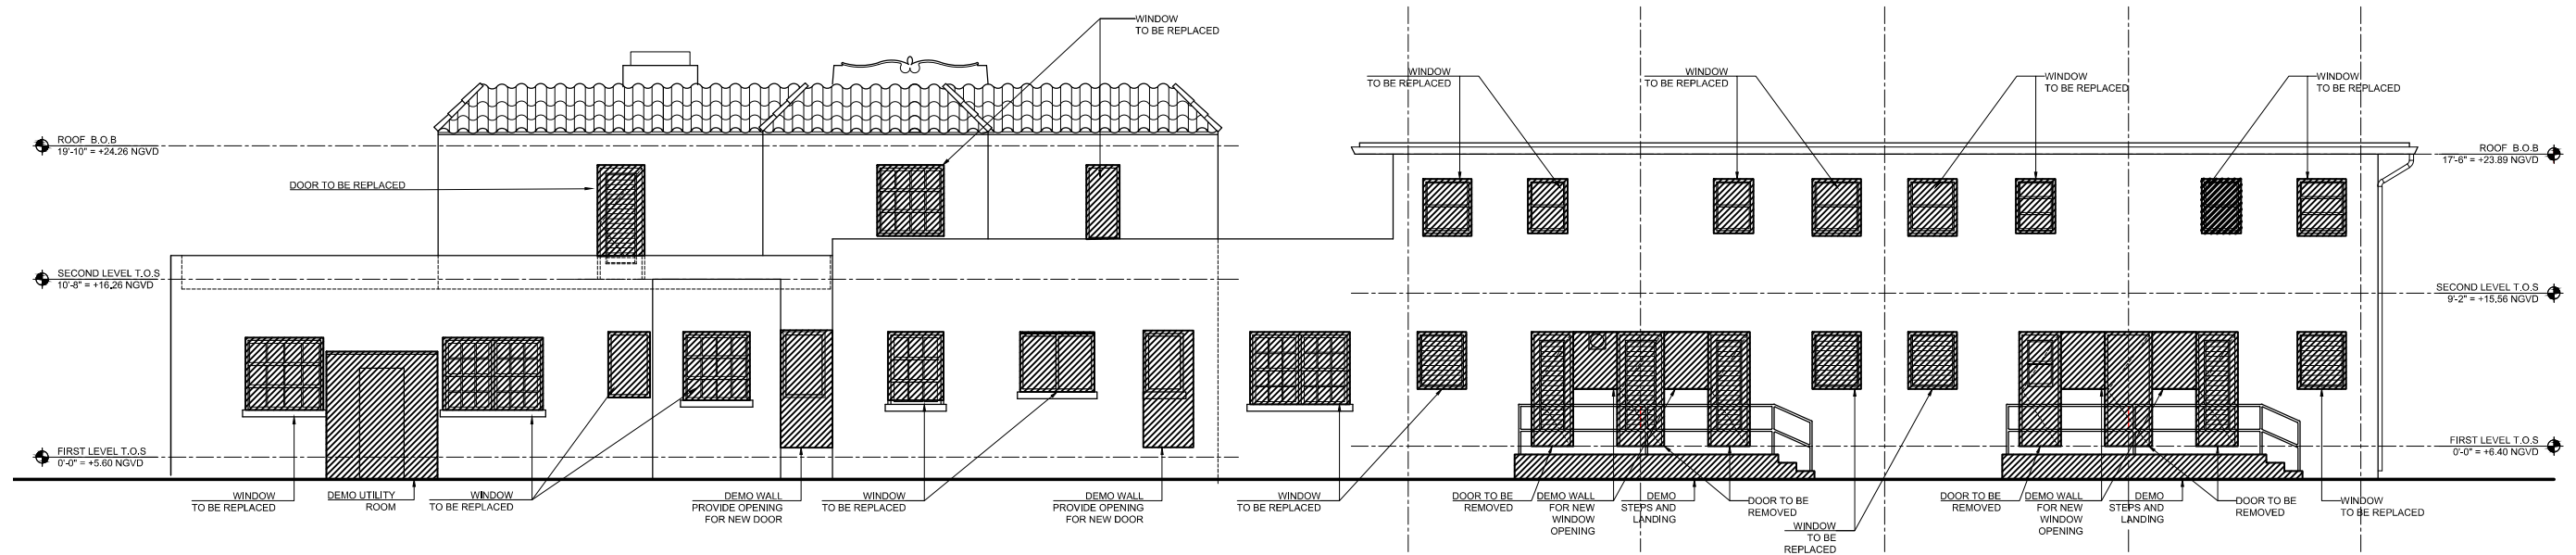 WINDOW
TO BE REPLACED
WINDOW
TO BE REPLACED
WINDOW
TO BE REPLACED
WINDOW
TO BE REPLACED
WINDOW
TO BE REPLACED
ROOF B.O.B
19'-10" = +24.26 NGVD
ROOF B.O.B
17'-6" = +23.89 NGVD
DOOR TO BE REPLACED
SECOND LEVEL T.O.S
10'-8" = +16.26 NGVD
SECOND LEVEL T.O.S
9'-2" = +15.56 NGVD
FIRST LEVEL T.O.S
0'-0" = +5.60 NGVD
FIRST LEVEL T.O.S
0'-0" = +6.40 NGVD
WINDOW
TO BE REPLACED
DEMO UTILITY
ROOM
WINDOW
TO BE REPLACED
DEMO WALL
PROVIDE OPENING
FOR NEW DOOR
WINDOW
TO BE REPLACED
DEMO WALL
PROVIDE OPENING
FOR NEW DOOR
WINDOW
TO BE REPLACED
DOOR TO BE
REMOVED
DEMO WALL
FOR NEW
WINDOW
OPENING
DEMO
STEPS AND
LANDING
DOOR TO BE
REMOVED
WINDOW
TO BE
REPLACED
DOOR TO BE
REMOVED
DEMO WALL
FOR NEW
WINDOW
OPENING
DEMO
STEPS AND
LANDING
DOOR TO BE
REMOVED
WINDOW
TO BE REPLACED